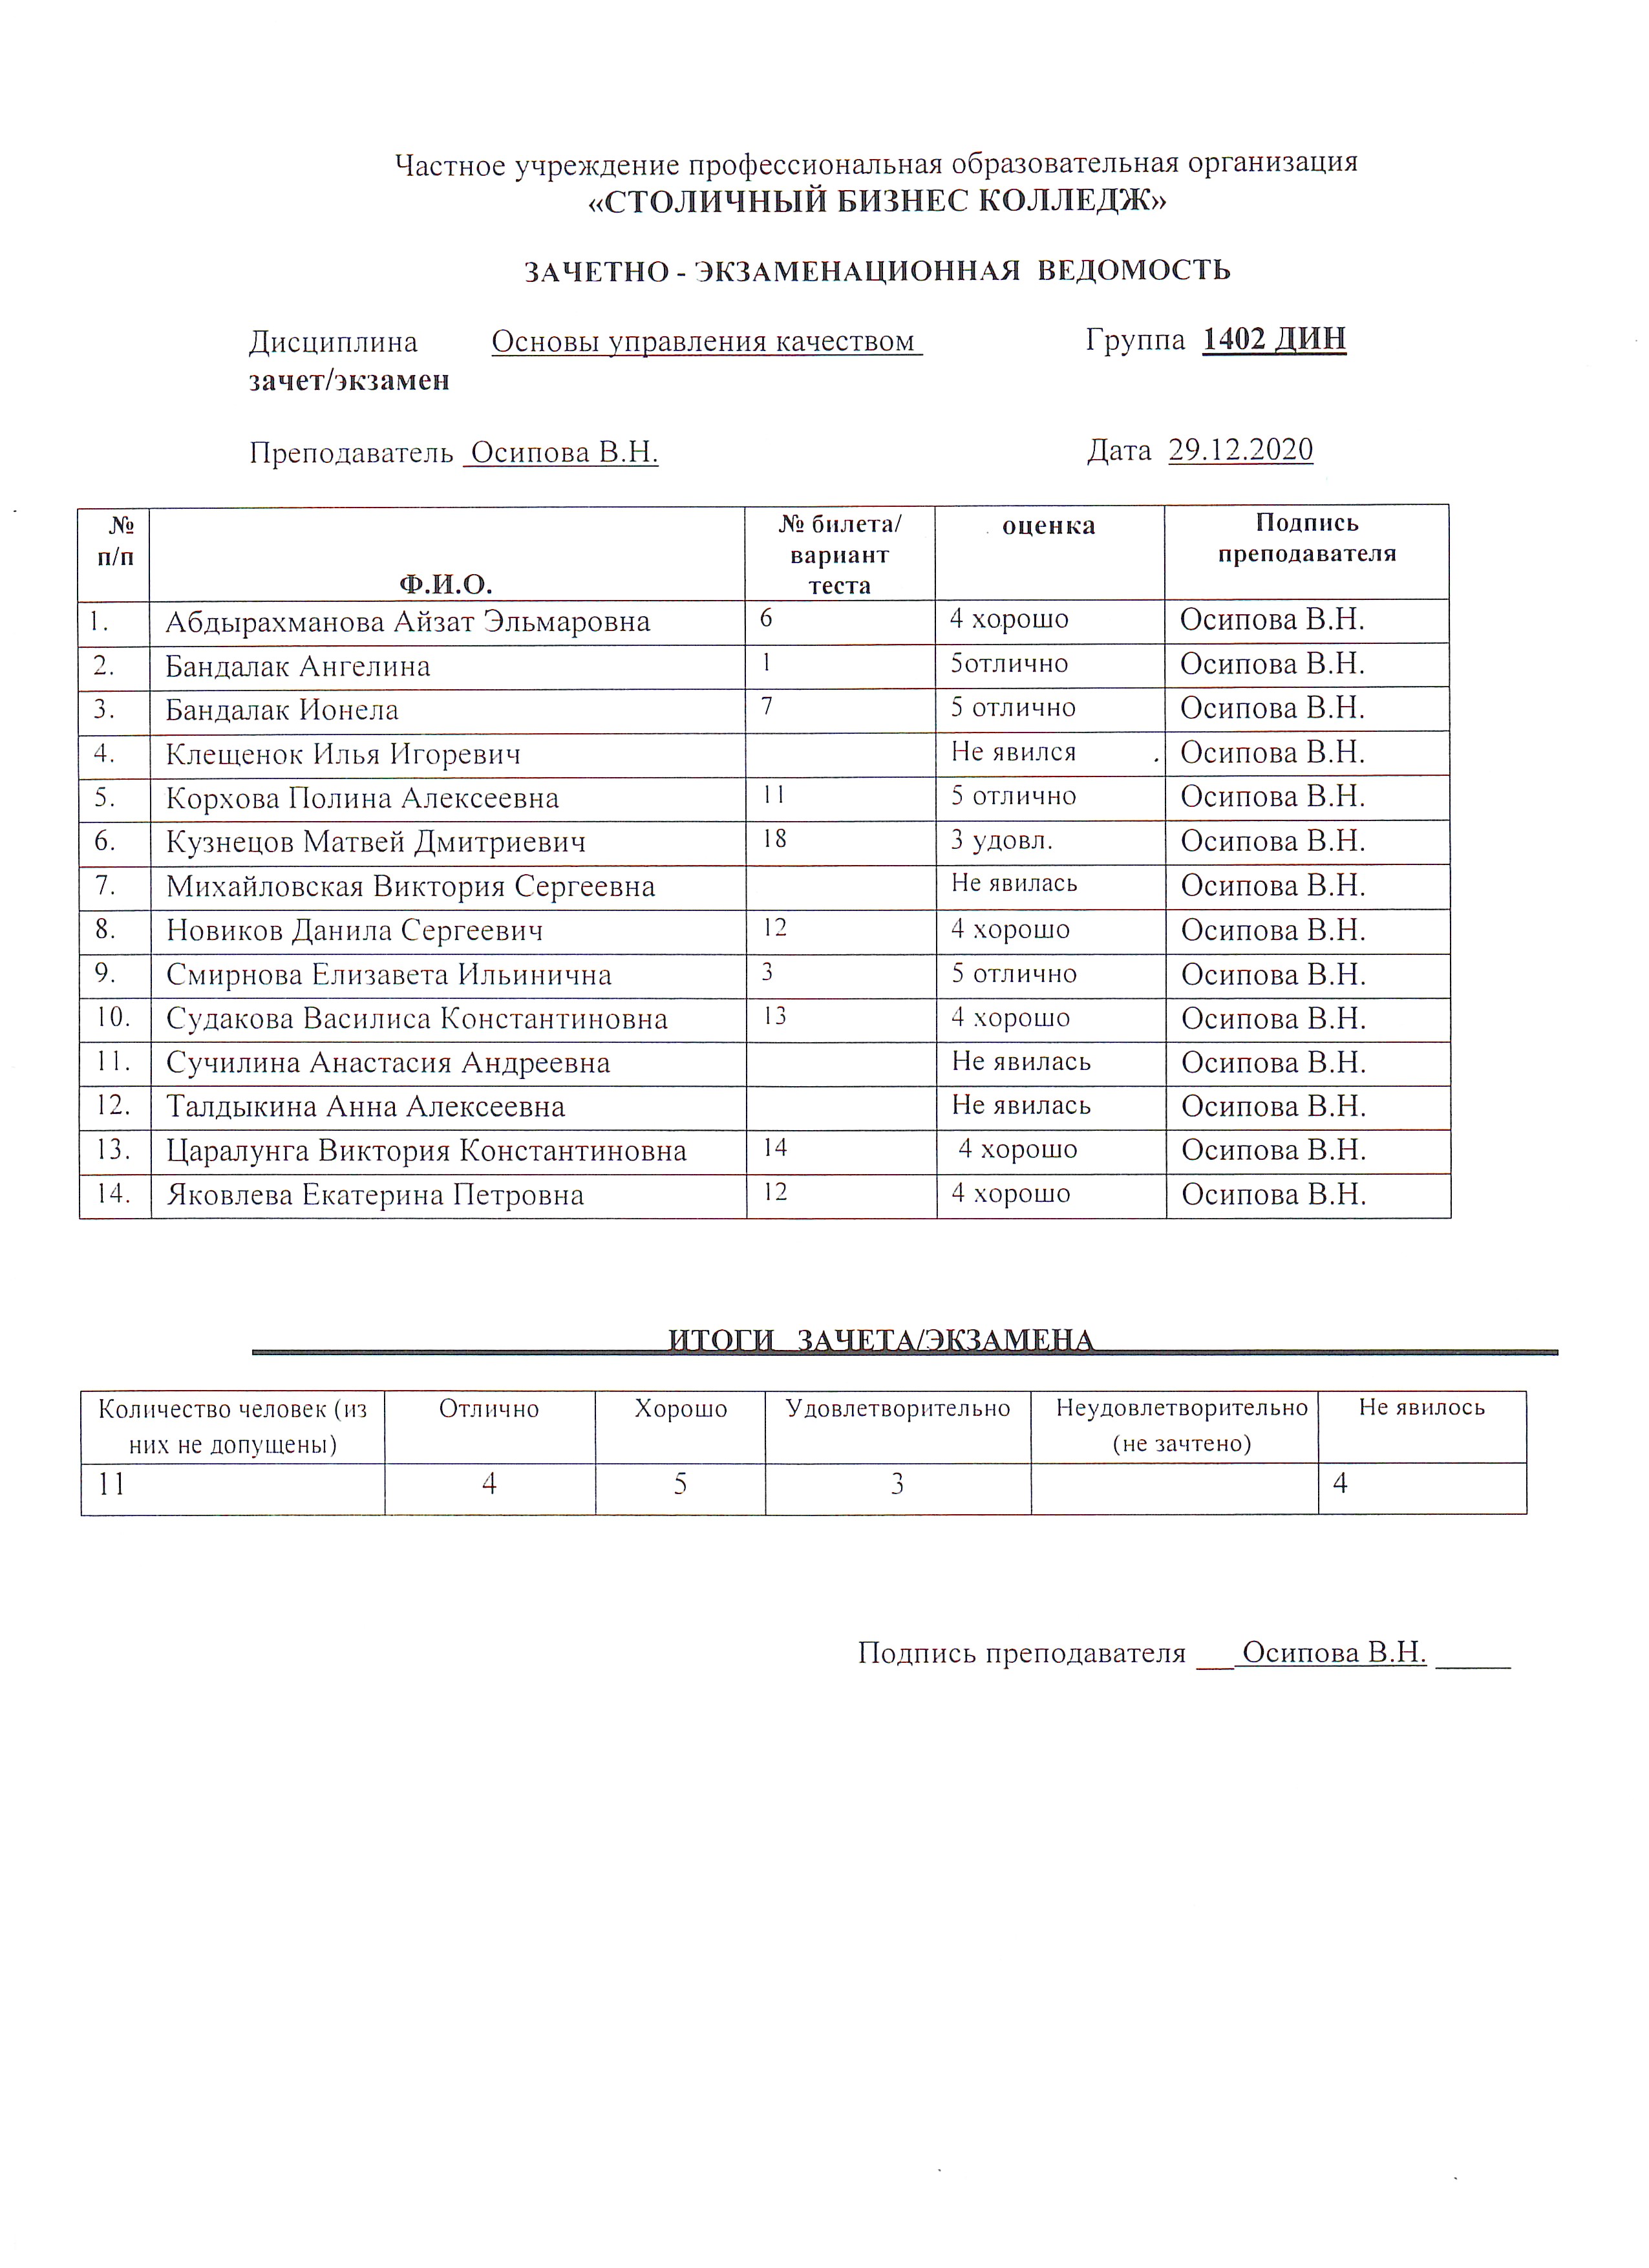 Частное учреждение профессиональная образовательная организация
«СТОЛИЧНЫЙ БИЗНЕС КОЛЛЕДЖ»
ЗАЧЕТНО - ЭКЗАМЕНАЦИОННАЯ ВЕДОМОСТЬ
Дисциплина Основы управления качеством Группа 1402 ДИН
зачет/экзамен
Преподаватель Осипова В.Н. Дата 29.12.2020
№ п/п Ф.И.О. № билета/ вариант теста оценка Подпись преподавателя
1. Абдырахманова Айзат Эльмаровна 6 4 хорошо Осипова В.Н.
2. Бандалак Ангелина 1 5отлично Осипова В.Н.
3. Бандалак Ионела 7 5 отлично Осипова В.Н.
4. Клещенок Илья Игоревич Не явился Осипова В.Н.
5. Корхова Полина Алексеевна 11 5 отлично Осипова В.Н.
6. Кузнецов Матвей Дмитриевич 18 3 удовл. Осипова В.Н.
7. Михайловская Виктория Сергеевна Не явилась Осипова В.Н.
8. Новиков Данила Сергеевич 12 4 хорошо Осипова В.Н.
9. Смирнова Елизавета Ильинична 3 5 отлично Осипова В.Н.
10. Судакова Василиса Константиновна 13 4 хорошо Осипова В.Н.
11. Сучилина Анастасия Андреевна Не явилась Осипова В.Н.
12. Талдыкина Анна Алексеевна Не явилась Осипова В.Н.
13. Царалунга Виктория Константиновна 14 4 хорошо Осипова В.Н.
14. Яковлева Екатерина Петровна 12 4 хорошо Осипова В.Н.
ИТОГИ ЗАЧЕТА/ЭКЗАМЕНА
Количество человек (из них не допущены) Отлично Хорошо Удовлетворительно Неудовлетворительно (не зачтено) Не явилось
11 4 5 3 4
Подпись преподавателя ___ Осипова В.Н. _____